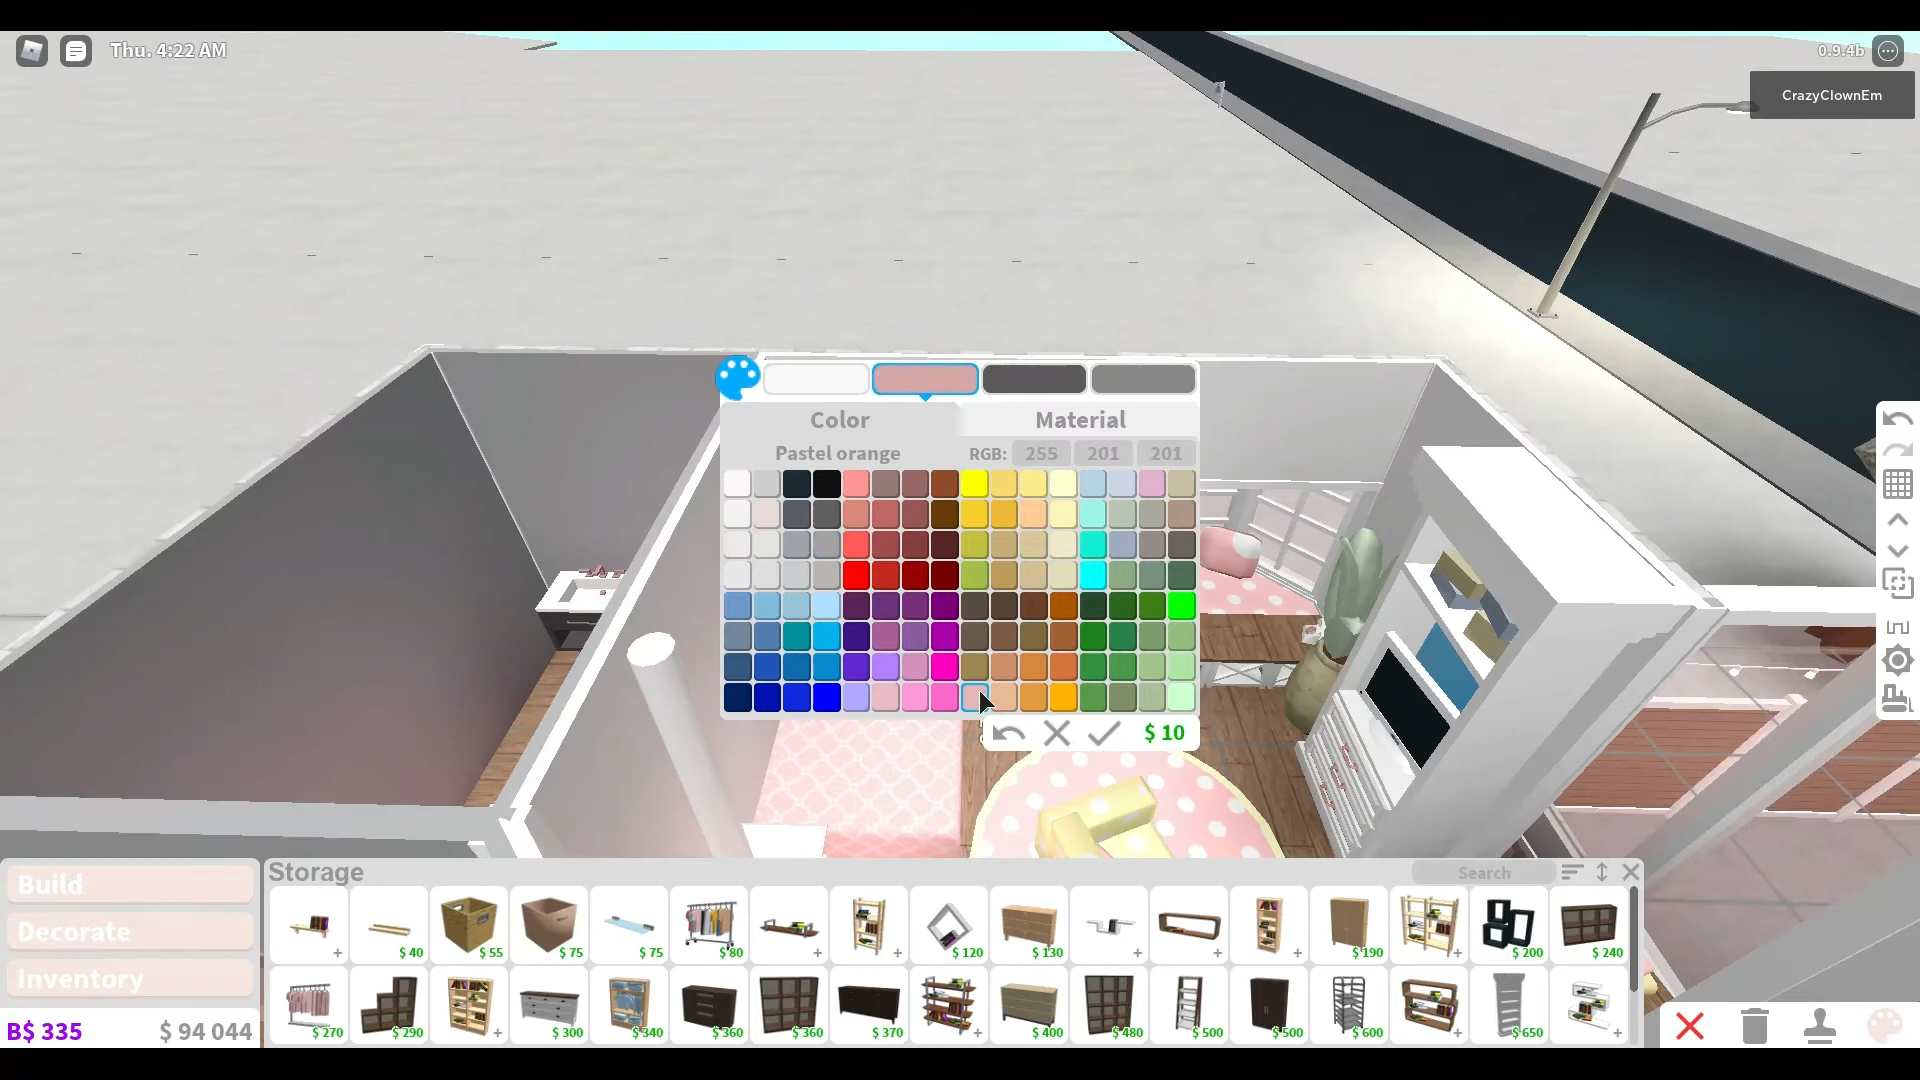 Thu. 4:22 AM
0.9.4b
CrazyClownEm
Color
Material
Pastel orange
RGB: 255 201 201
$ 10
Storage
Search
Build
Decorate
Inventory
B$ 335
$ 94 044
+
$ 40
$ 55
$ 75
$ 75
$ 80
+
+
$ 120
$ 130
+
+
+
$ 190
+
$ 200
$ 240
$ 270
$ 290
+
$ 300
$ 340
$ 360
$ 360
$ 370
+
$ 400
$ 480
$ 500
$ 500
$ 600
+
$ 650
+